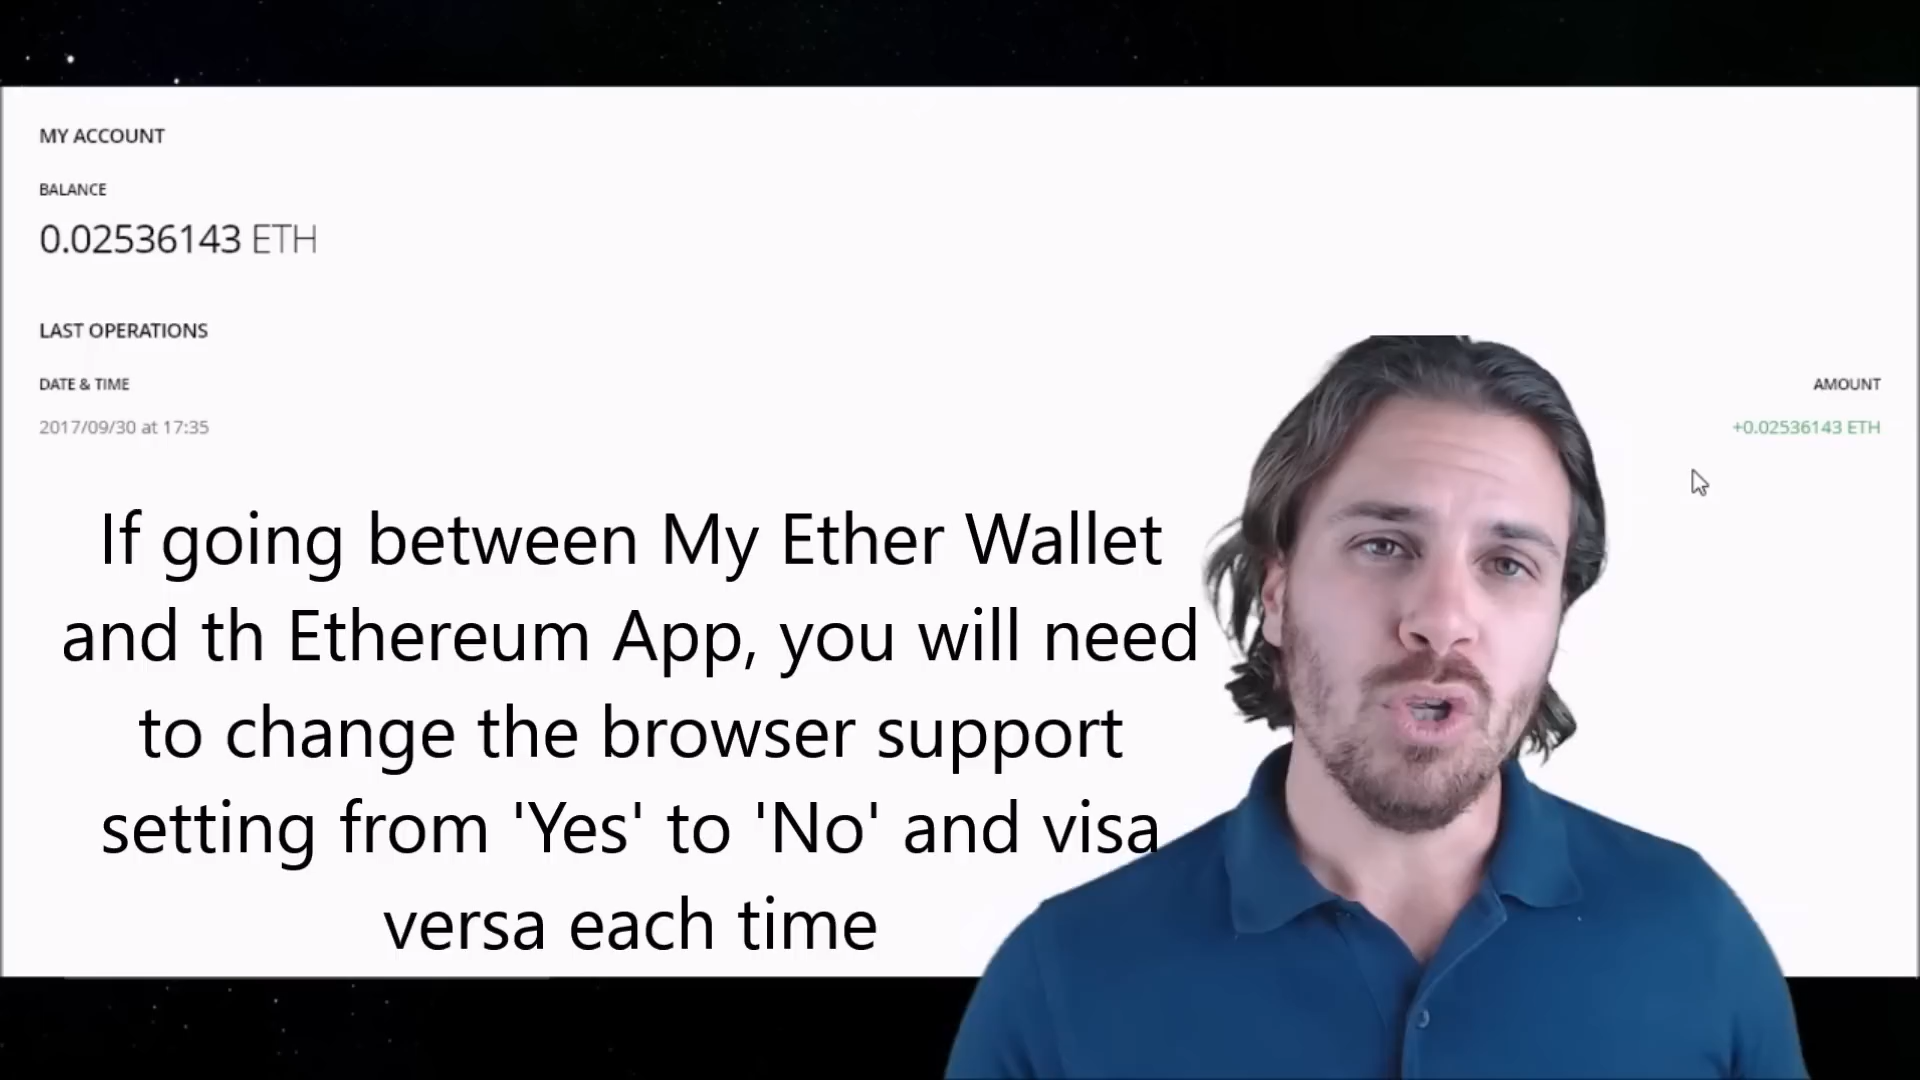 MY ACCOUNT
BALANCE
0.02536143 ETH
LAST OPERATIONS
DATE & TIME
AMOUNT
2017/09/30 at 17:35
+0.02536143 ETH
If going between My Ether Wallet
and th Ethereum App, you will need
to change the browser support
setting from 'Yes' to 'No' and visa
versa each time